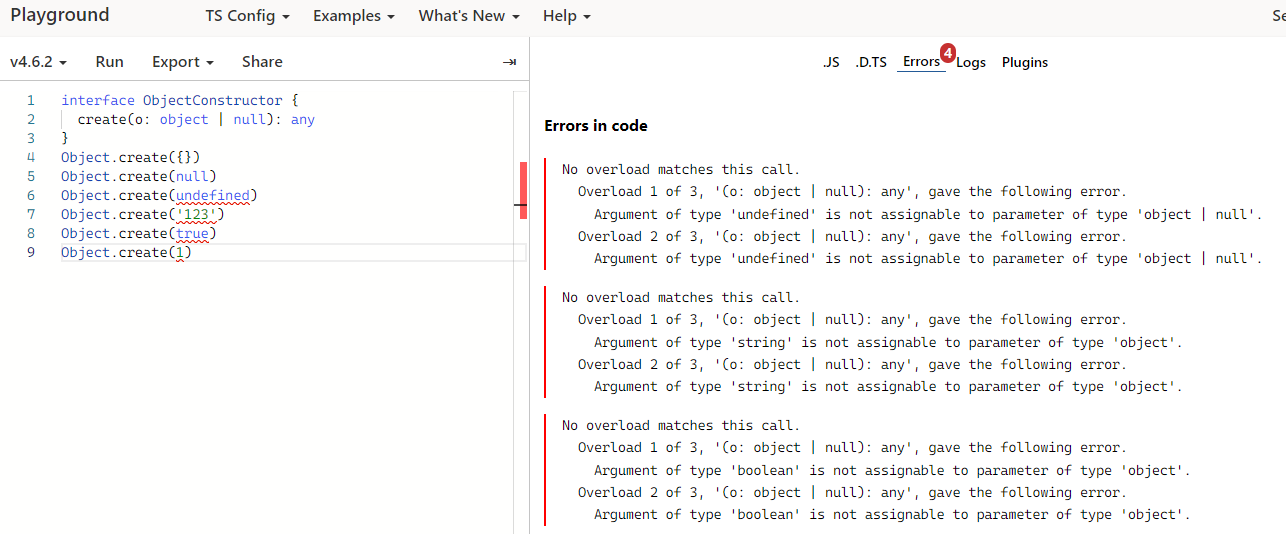 Playground
TS Config
Examples
What's New
Help
Se
v4.6.2
Run
Export
Share
.JS
.D.TS
Errors
4
Logs
Plugins
1 interface ObjectConstructor {
2   create(o: object | null): any
3 }
4 Object.create({})
5 Object.create(null)
6 Object.create(undefined)
7 Object.create('123')
8 Object.create(true)
9 Object.create(1)
Errors in code
No overload matches this call.
  Overload 1 of 3, '(o: object | null): any', gave the following error.
    Argument of type 'undefined' is not assignable to parameter of type 'object | null'.
  Overload 2 of 3, '(o: object | null): any', gave the following error.
    Argument of type 'undefined' is not assignable to parameter of type 'object | null'.
No overload matches this call.
  Overload 1 of 3, '(o: object | null): any', gave the following error.
    Argument of type 'string' is not assignable to parameter of type 'object'.
  Overload 2 of 3, '(o: object | null): any', gave the following error.
    Argument of type 'string' is not assignable to parameter of type 'object'.
No overload matches this call.
  Overload 1 of 3, '(o: object | null): any', gave the following error.
    Argument of type 'boolean' is not assignable to parameter of type 'object'.
  Overload 2 of 3, '(o: object | null): any', gave the following error.
    Argument of type 'boolean' is not assignable to parameter of type 'object'.